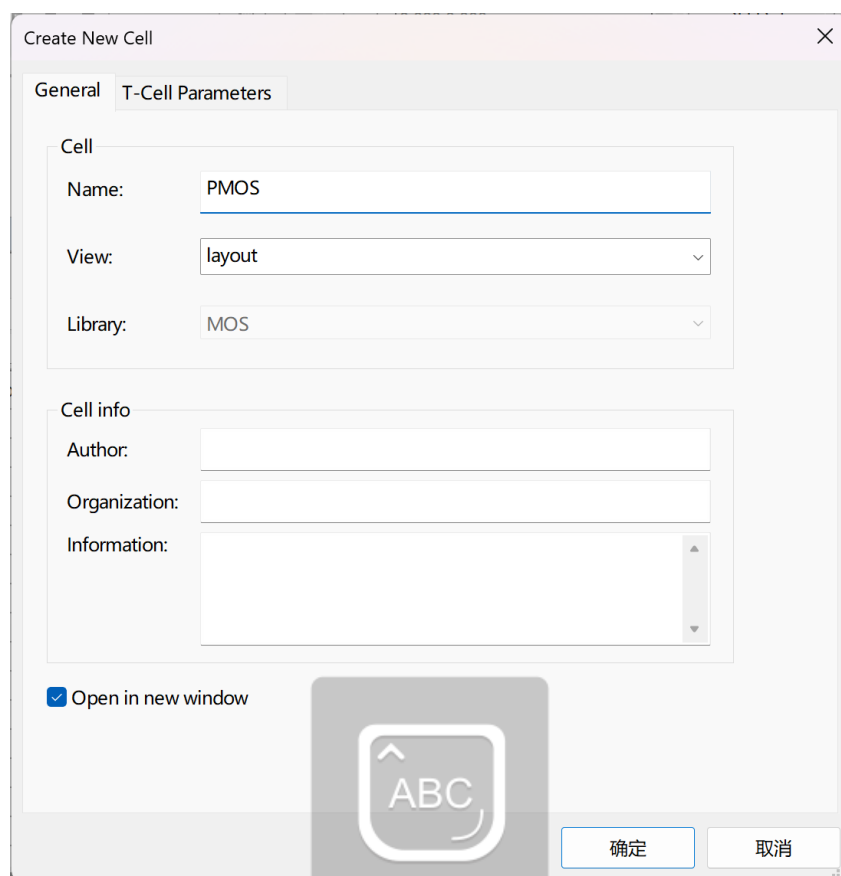 Create New Cell
General
T-Cell Parameters
Cell
Name:
PMOS
View:
layout
Library:
MOS
Cell info
Author:
Organization:
Information:
Open in new window
ABC
确定
取消